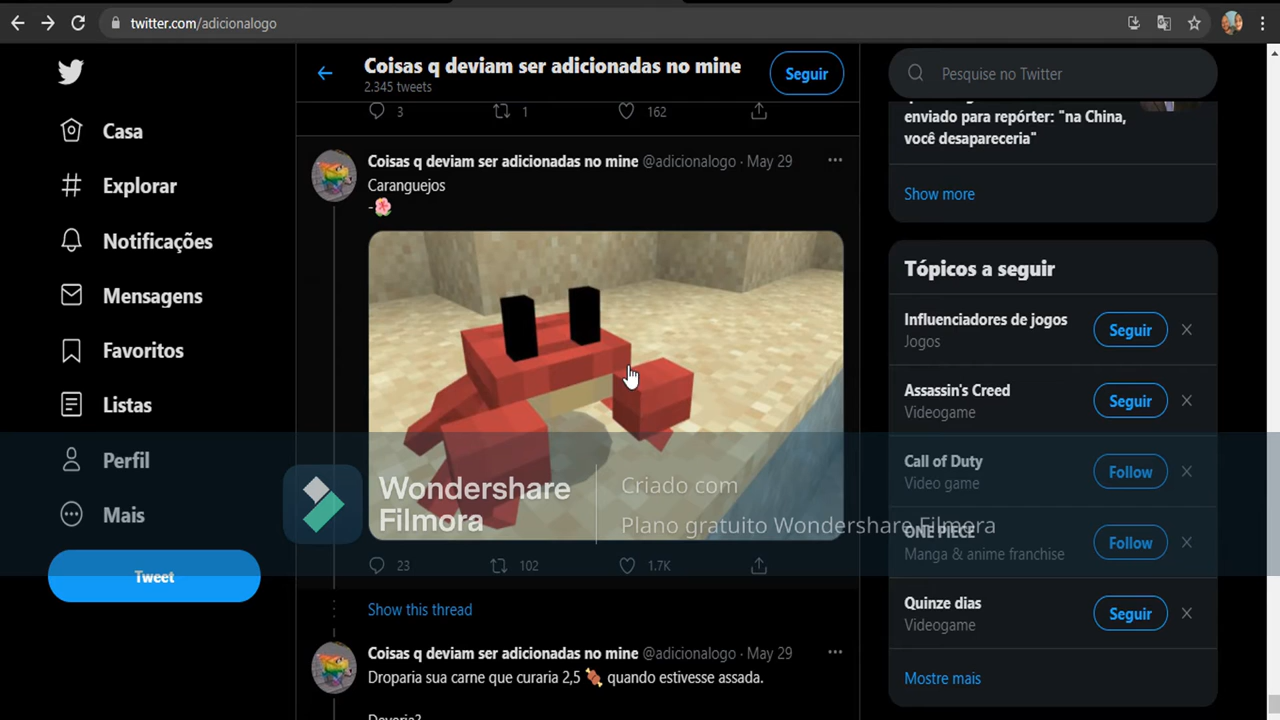 twitter.com/adicionalogo
Casa
Explorar
Notificações
Mensagens
Favoritos
Listas
Perfil
Mais
Tweet
Coisas q deviam ser adicionadas no mine
2.345 tweets
Seguir
3 1 162
Coisas q deviam ser adicionadas no mine @adicionalogo · May 29
Caranguejos
-🌺
Wondershare
Filmora
Criado com
Plano gratuito Wondershare Filmora
23 102 1.7K
Show this thread
Coisas q deviam ser adicionadas no mine @adicionalogo · May 29
Droparia sua carne que curaria 2,5 🍖 quando estivesse assada.
Deveria?
Pesquise no Twitter
enviado para repórter: "na China,
você desapareceria"
Show more
Tópicos a seguir
Influenciadores de jogos
Jogos
Seguir
Assassin's Creed
Videogame
Seguir
Call of Duty
Video game
Follow
ONE PIECE
Manga & anime franchise
Follow
Quinze dias
Videogame
Seguir
Mostre mais